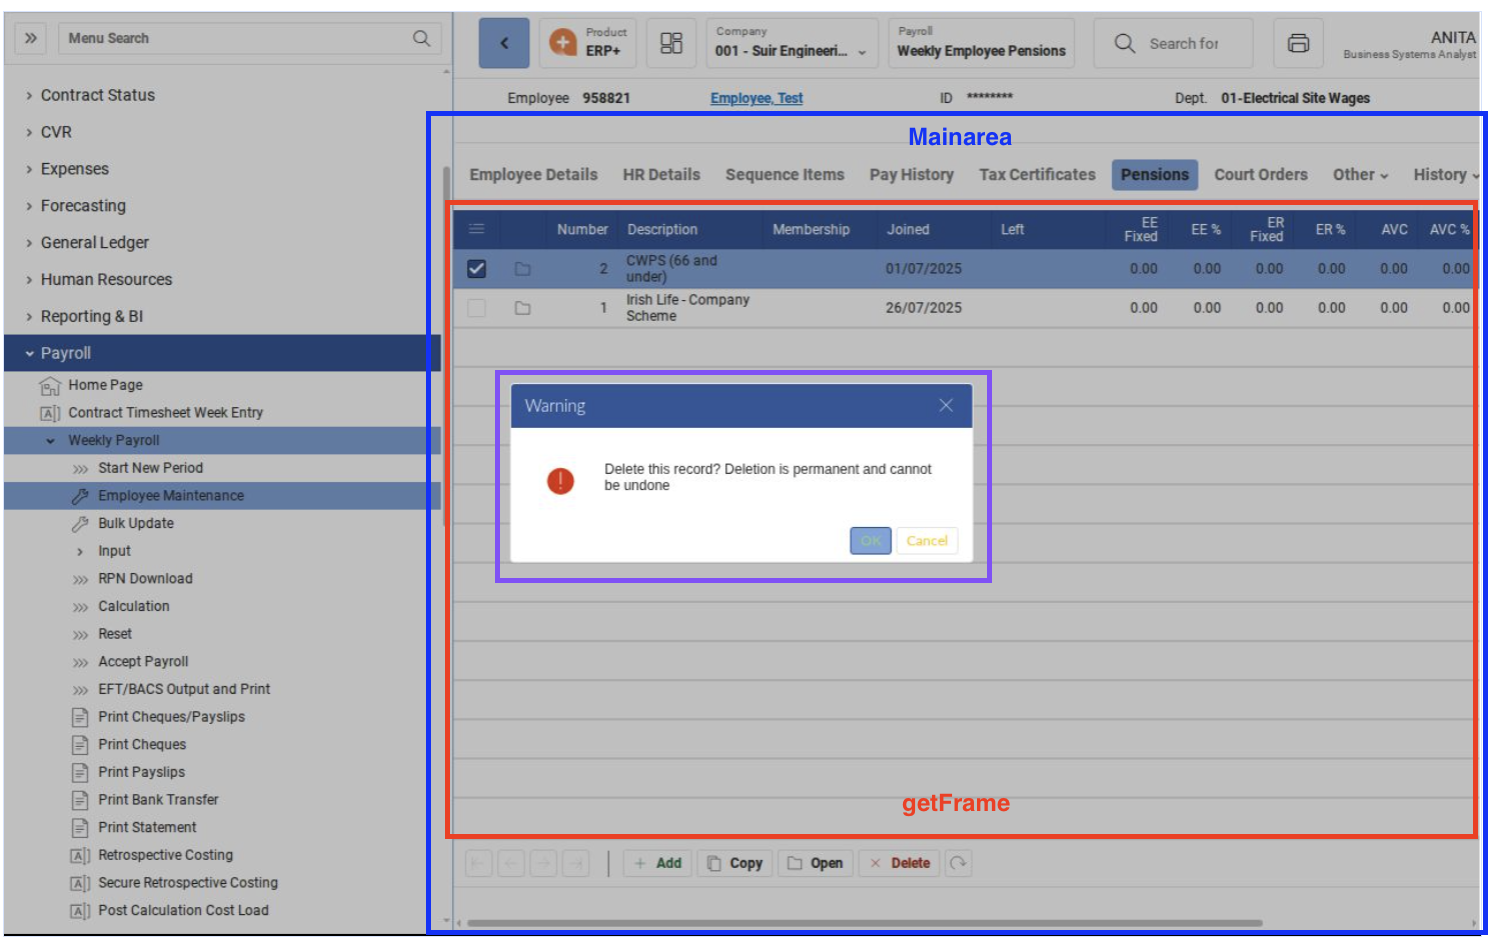 Menu Search
Contract Status
CVR
Expenses
Forecasting
General Ledger
Human Resources
Reporting & BI
Payroll
Home Page
Contract Timesheet Week Entry
Weekly Payroll
Start New Period
Employee Maintenance
Bulk Update
Input
RPN Download
Calculation
Reset
Accept Payroll
EFT/BACS Output and Print
Print Cheques/Payslips
Print Cheques
Print Payslips
Print Bank Transfer
Print Statement
Retrospective Costing
Secure Retrospective Costing
Post Calculation Cost Load
Product
ERP+
Company
001 - Suir Engineeri...
Payroll
Weekly Employee Pensions
Search for
ANITA
Business Systems Analyst
Employee 958821 Employee, Test ID ******** Dept. 01-Electrical Site Wages
Mainarea
Employee Details HR Details Sequence Items Pay History Tax Certificates Pensions Court Orders Other History
Number Description Membership Joined Left EE Fixed EE % ER Fixed ER % AVC AVC %
2 CWPS (66 and under) 01/07/2025 0.00 0.00 0.00 0.00 0.00 0.00
1 Irish Life - Company Scheme 26/07/2025 0.00 0.00 0.00 0.00 0.00 0.00
Warning
Delete this record? Deletion is permanent and cannot
be undone
OK Cancel
getFrame
Add Copy Open Delete